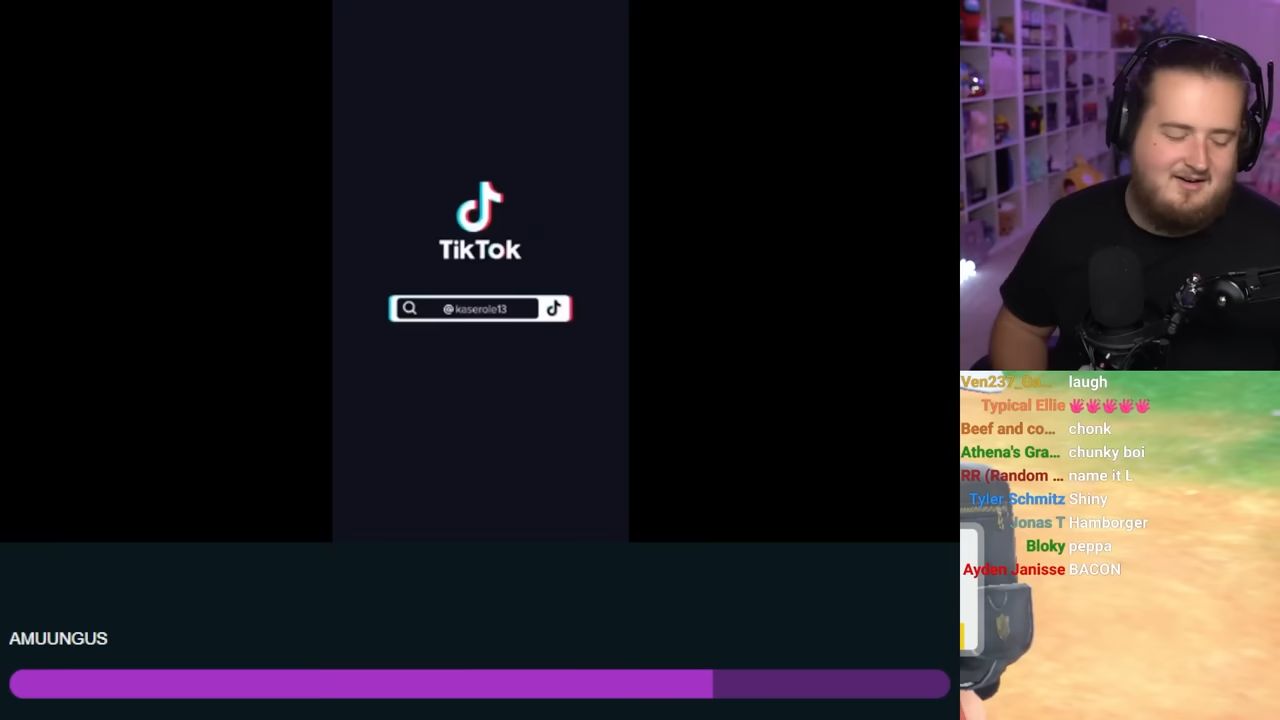 TikTok
@kaserole13
AMUUNGUS
Ven237_Ga... laugh
Typical Ellie 👋👋👋👋👋
Beef and co... chonk
Athena's Gra... chunky boi
RR (Random ... name it L
Tyler Schmitz Shiny
Jonas T Hamborger
Bloky peppa
Ayden Janisse BACON